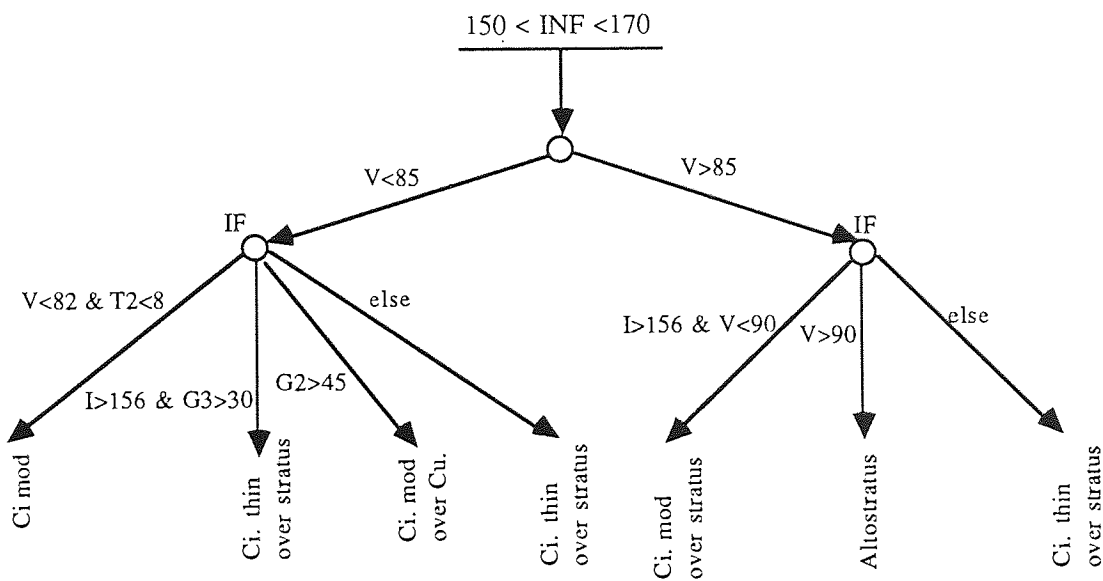 150 < INF <170
V<85
V>85
IF
IF
V<82 & T2<8
else
I>156 & G3>30
G2>45
I>156 & V<90
V>90
else
Ci mod
Ci. thin
over stratus
Ci. mod
over Cu.
Ci. thin
over stratus
Ci. mod
over stratus
Altostratus
Ci. thin
over stratus